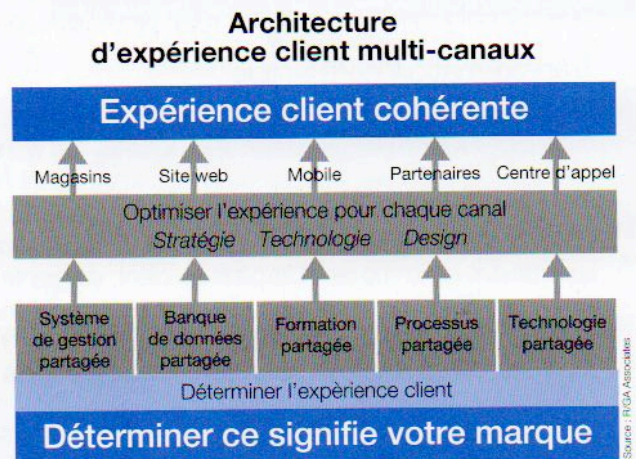 Architecture
d'expérience client multi-canaux
Expérience client cohérente
Magasins Site web Mobile Partenaires Centre d'appel
Optimiser l'expérience pour chaque canal
Stratégie Technologie Design
Système de gestion partagée
Banque de données partagée
Formation partagée
Processus partagée
Technologie partagée
Déterminer l'expèrience client
Déterminer ce signifie votre marque
Source : R/GA Associates